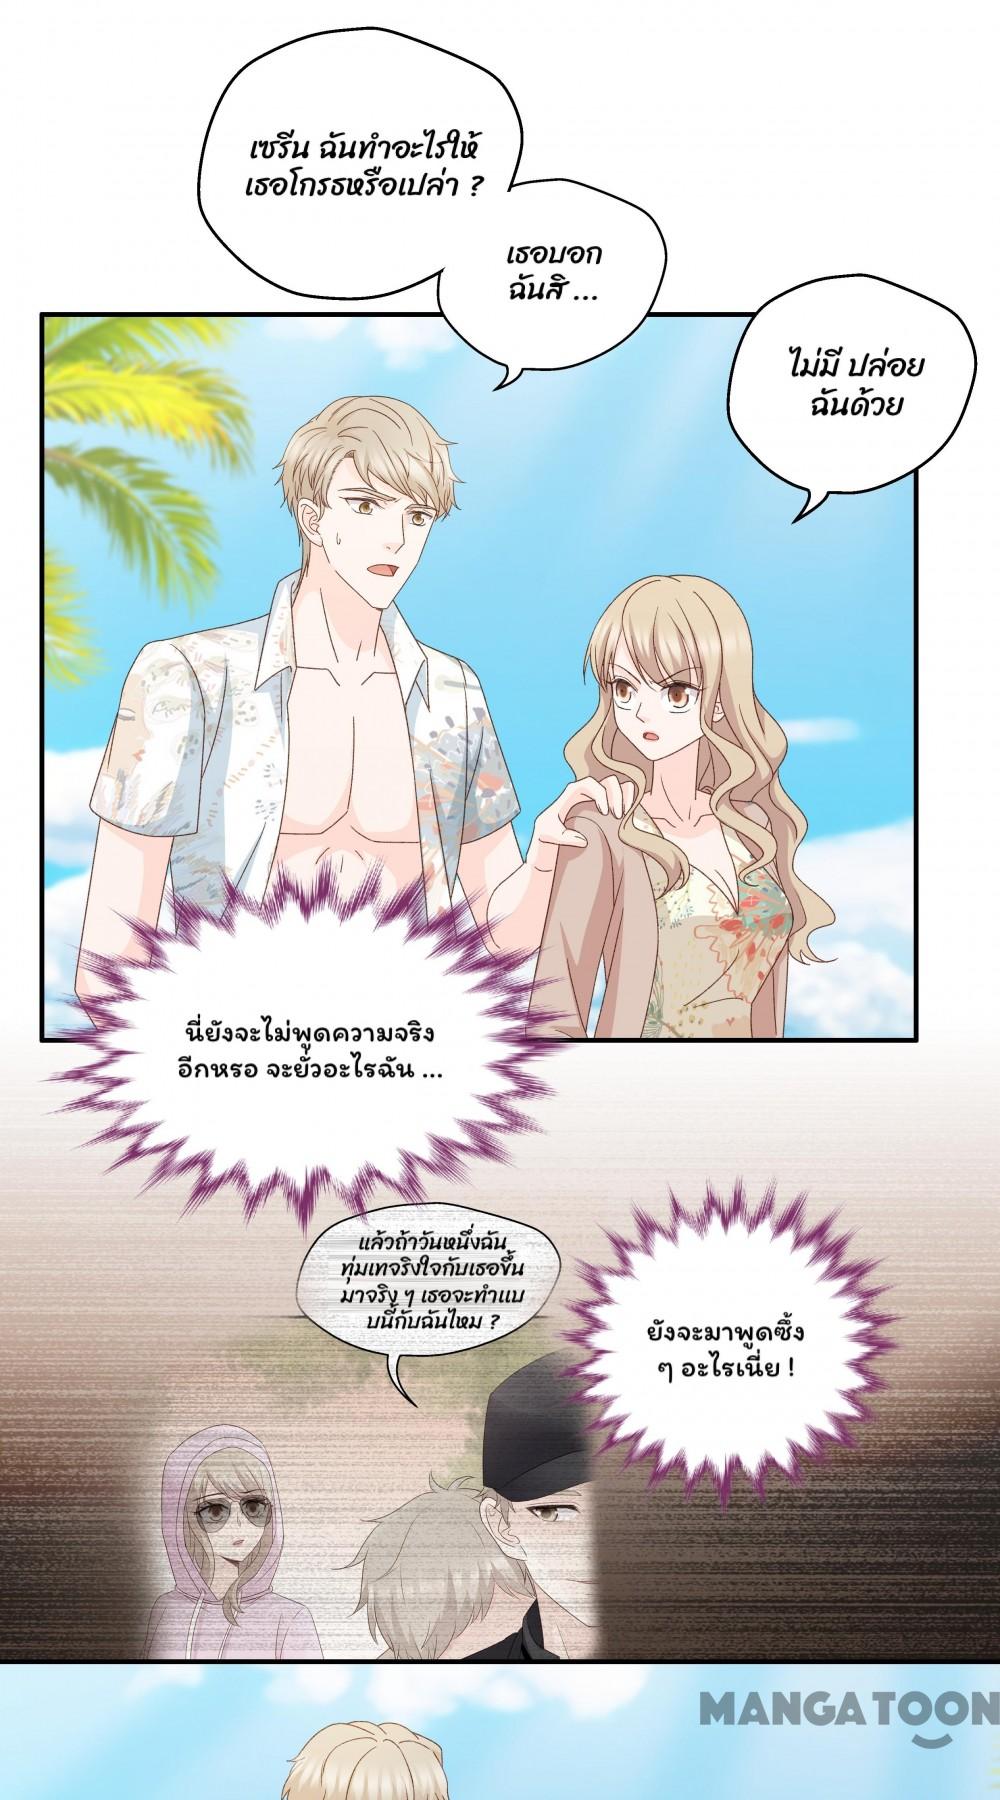 เซรีน ฉันทำอะไรให้
เธอโกรธหรือเปล่า ?
เธอบอก
ฉันสิ ...
ไม่มี ปล่อย
ฉันด้วย
นี่ยังจะไม่พูดความจริง
อีกหรอ จะยั่วอะไรฉัน ...
แล้วถ้าวันหนึ่งฉัน
ทุ่มเทจริงใจกับเธอขึ้น
มาจริง ๆ เธอจะทำแบ
บนี้กับฉันไหม ?
ยังจะมาพูดซึ้ง
ๆ อะไรเนี่ย !
MANGATOON